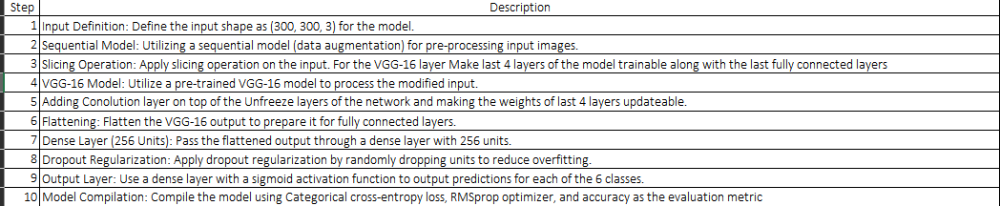 Step Description
1 Input Definition: Define the input shape as (300, 300, 3) for the model.
2 Sequential Model: Utilizing a sequential model (data augmentation) for pre-processing input images.
3 Slicing Operation: Apply slicing operation on the input. For the VGG-16 layer Make last 4 layers of the model trainable along with the last fully connected layers
4 VGG-16 Model: Utilize a pre-trained VGG-16 model to process the modified input.
5 Adding Conolution layer on top of the Unfreeze layers of the network and making the weights of last 4 layers updateable.
6 Flattening: Flatten the VGG-16 output to prepare it for fully connected layers.
7 Dense Layer (256 Units): Pass the flattened output through a dense layer with 256 units.
8 Dropout Regularization: Apply dropout regularization by randomly dropping units to reduce overfitting.
9 Output Layer: Use a dense layer with a sigmoid activation function to output predictions for each of the 6 classes.
10 Model Compilation: Compile the model using Categorical cross-entropy loss, RMSprop optimizer, and accuracy as the evaluation metric